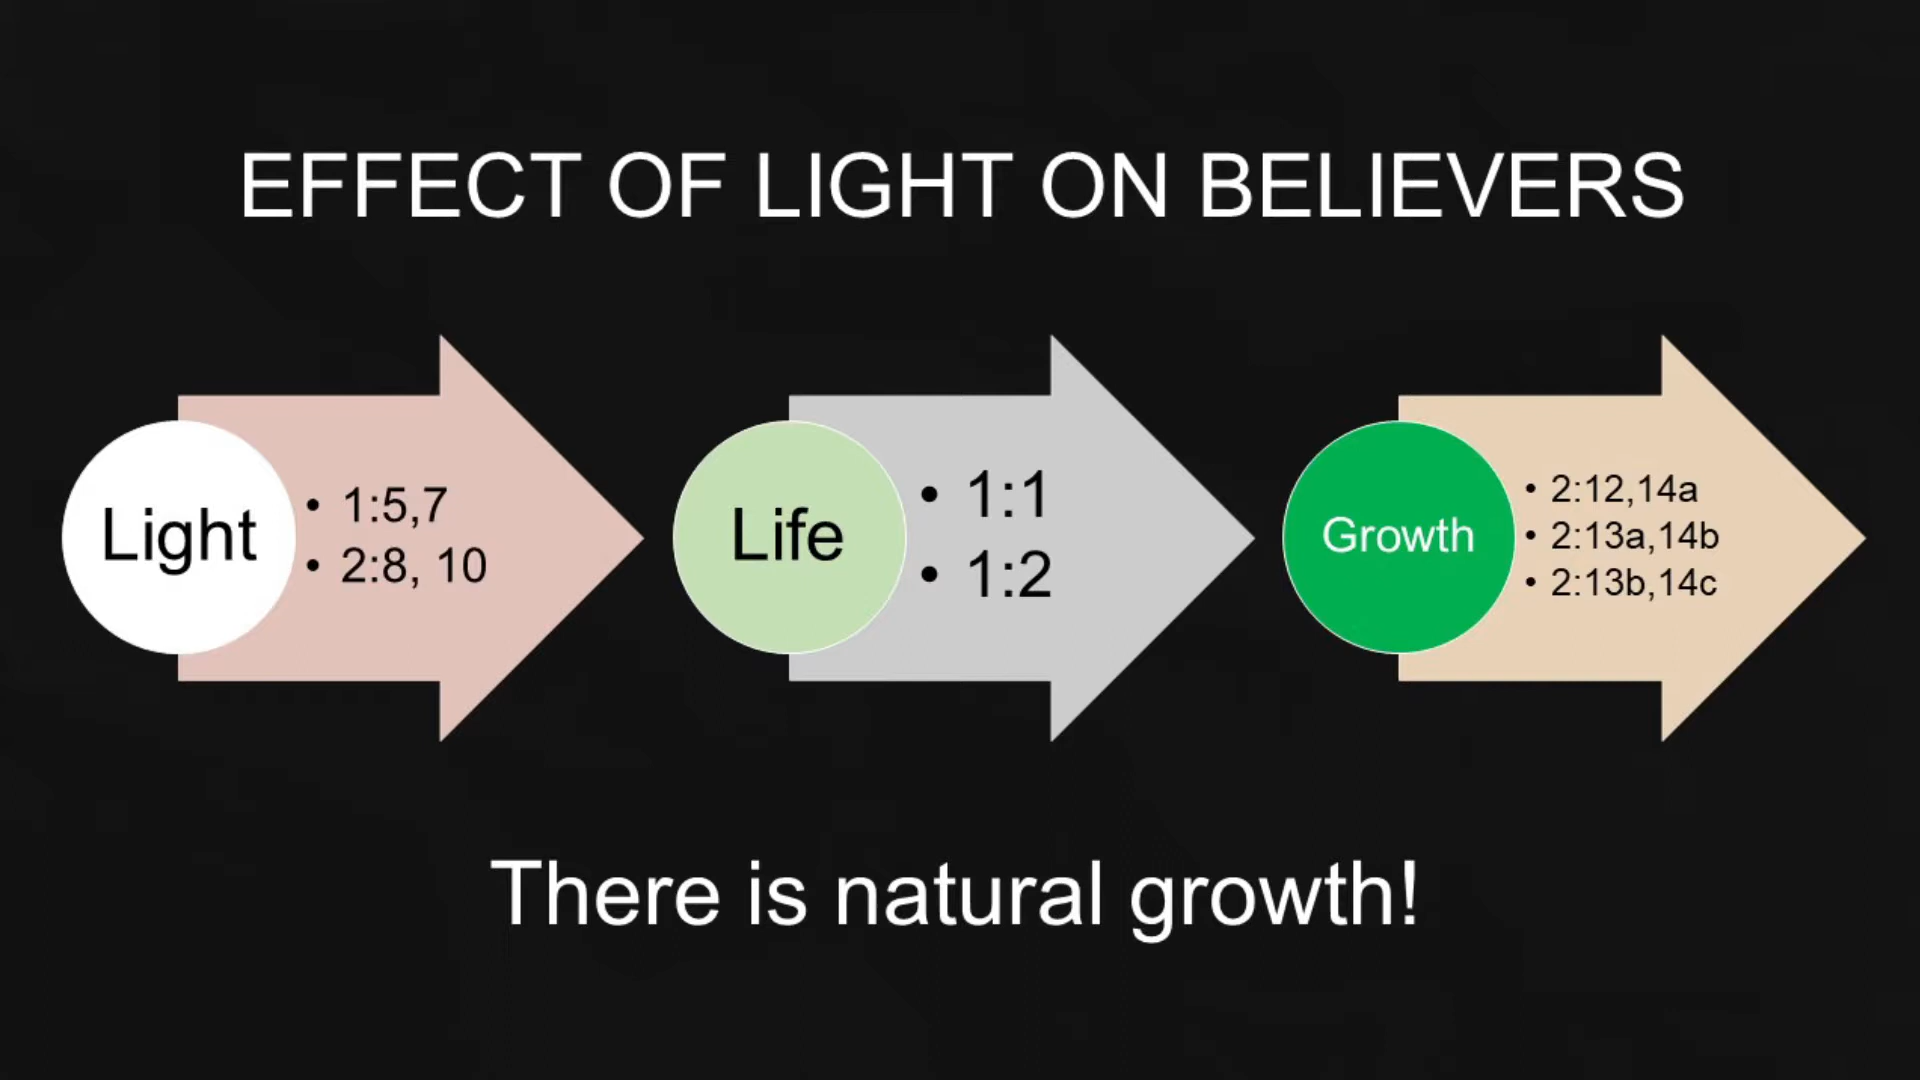 EFFECT OF LIGHT ON BELIEVERS
Light
• 1:5,7
• 2:8, 10
Life
• 1:1
• 1:2
Growth
• 2:12,14a
• 2:13a,14b
• 2:13b,14c
There is natural growth!